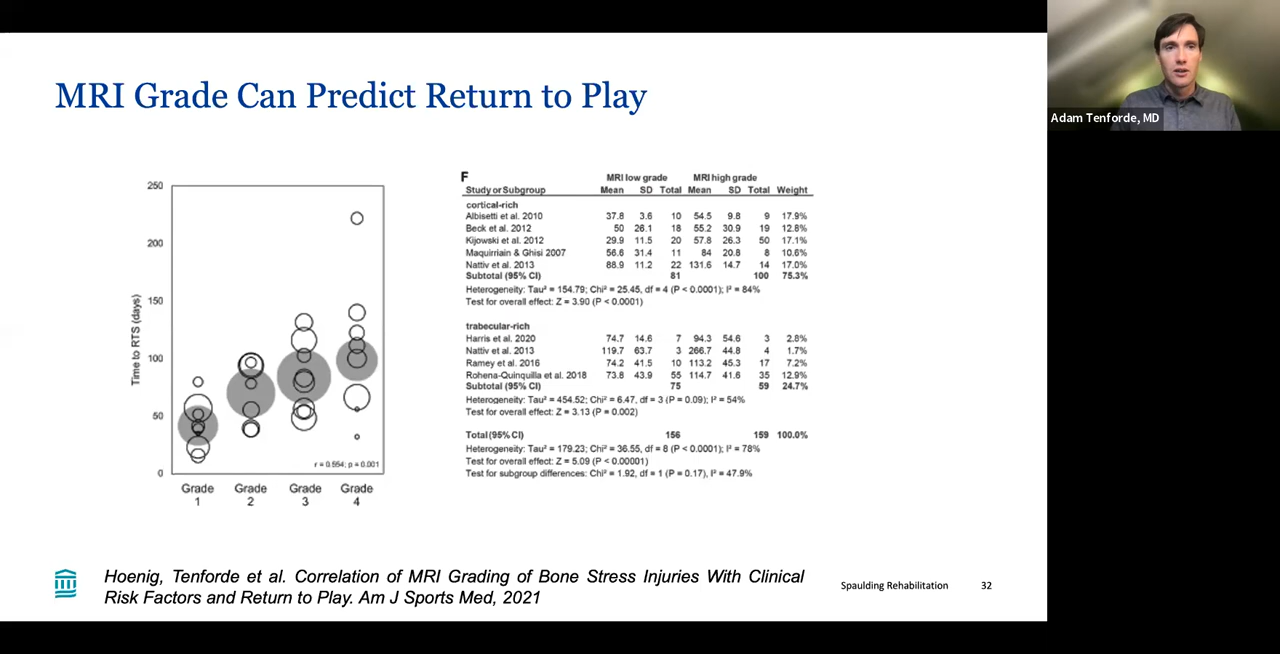 MRI Grade Can Predict Return to Play
Adam Tenforde, MD
Time to RTS (days)
250
200
150
100
50
0
r = 0.554; p = 0.001
Grade 1
Grade 2
Grade 3
Grade 4
F
MRI low grade MRI high grade
Study or Subgroup Mean SD Total Mean SD Total Weight
cortical-rich
Albisetti et al. 2010 37.8 3.6 10 54.5 9.8 9 17.9%
Beck et al. 2012 50 26.1 18 55.2 30.9 19 12.8%
Kijowski et al. 2012 29.9 11.5 20 57.8 26.3 50 17.1%
Maquirriain & Ghisi 2007 56.6 31.4 11 84 20.8 8 10.6%
Nattiv et al. 2013 88.9 11.2 22 131.6 14.7 14 17.0%
Subtotal (95% CI) 81 100 75.3%
Heterogeneity: Tau² = 154.79; Chi² = 25.45, df = 4 (P < 0.0001); I² = 84%
Test for overall effect: Z = 3.90 (P < 0.0001)
trabecular-rich
Harris et al. 2020 74.7 14.6 7 94.3 54.6 3 2.8%
Nattiv et al. 2013 119.7 63.7 3 266.7 44.8 4 1.7%
Ramey et al. 2016 74.2 41.5 10 113.2 45.3 17 7.2%
Rohena-Quinquilla et al. 2018 73.8 43.9 55 114.7 41.6 35 12.9%
Subtotal (95% CI) 75 59 24.7%
Heterogeneity: Tau² = 454.52; Chi² = 6.47, df = 3 (P = 0.09); I² = 54%
Test for overall effect: Z = 3.13 (P = 0.002)
Total (95% CI) 156 159 100.0%
Heterogeneity: Tau² = 179.23; Chi² = 36.55, df = 8 (P < 0.0001); I² = 78%
Test for overall effect: Z = 5.09 (P < 0.00001)
Test for subgroup differences: Chi² = 1.92, df = 1 (P = 0.17), I² = 47.9%
Hoenig, Tenforde et al. Correlation of MRI Grading of Bone Stress Injuries With Clinical
Risk Factors and Return to Play. Am J Sports Med, 2021
Spaulding Rehabilitation 32